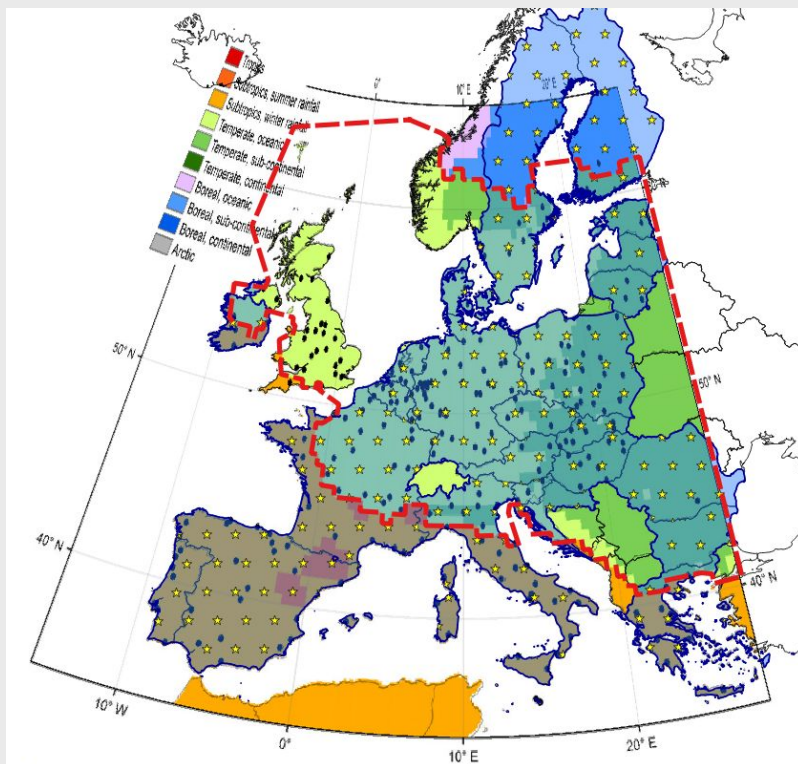 Tropics
Subtropics, summer rainfall
Subtropics, winter rainfall
Temperate, oceanic
Temperate, sub-continental
Temperate, continental
Boreal, oceanic
Boreal, sub-continental
Boreal, continental
Arctic
0°
10° E
20° E
50° N
50° N
40° N
40° N
10° W
0°
10° E
20° E